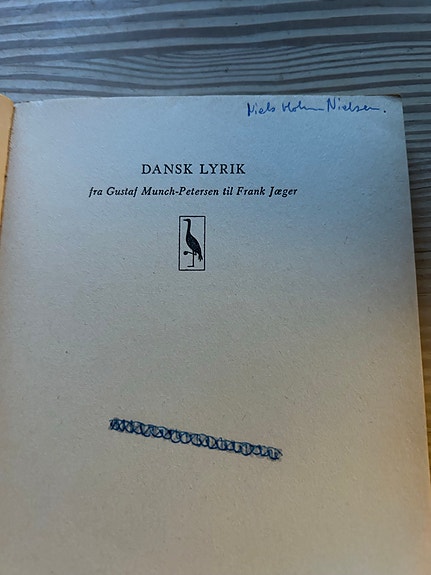 Niels Holm Nielsen.
DANSK LYRIK
fra Gustaf Munch-Petersen til Frank Jæger